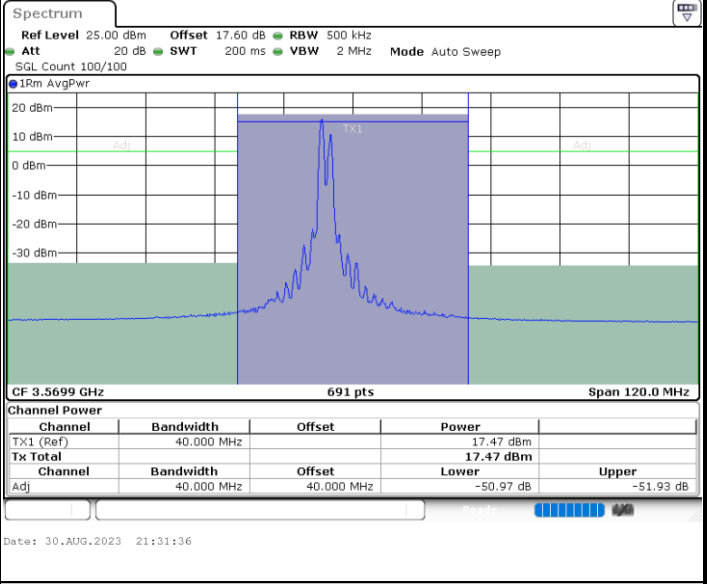 Spectrum
Ref Level 25.00 dBm Offset 17.60 dB RBW 500 kHz
Att 20 dB SWT 200 ms VBW 2 MHz Mode Auto Sweep
SGL Count 100/100
1Rm AvgPwr
20 dBm
TX1
10 dBm
Adj Adj
0 dBm
-10 dBm
-20 dBm
-30 dBm
CF 3.5699 GHz 691 pts Span 120.0 MHz
Channel Power
Channel Bandwidth Offset Power
TX1 (Ref) 40.000 MHz 17.47 dBm
Tx Total 17.47 dBm
Channel Bandwidth Offset Lower Upper
Adj 40.000 MHz 40.000 MHz -50.97 dB -51.93 dB
Ready
Date: 30.AUG.2023 21:31:36